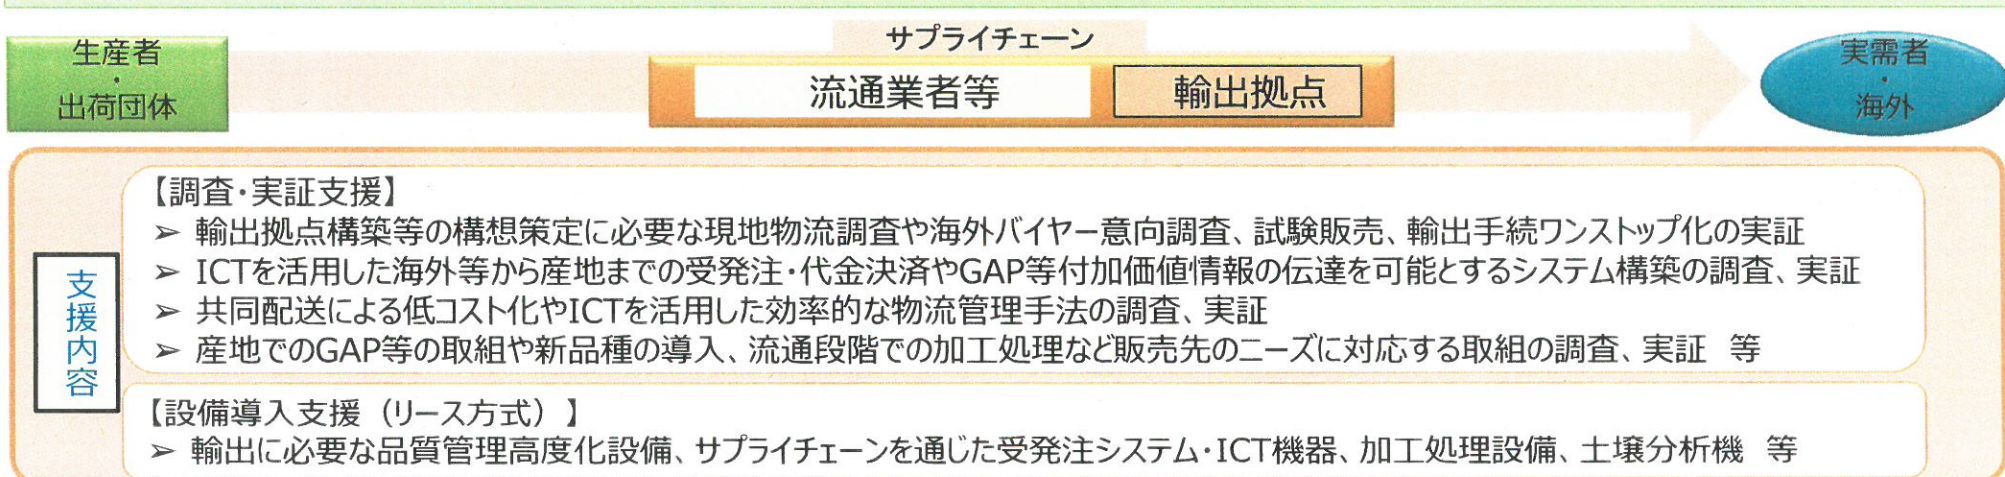 サプライチェーン
生産者
・
出荷団体
流通業者等
輸出拠点
実需者
・
海外
支援内容
【調査・実証支援】
➢ 輸出拠点構築等の構想策定に必要な現地物流調査や海外バイヤー意向調査、試験販売、輸出手続ワンストップ化の実証
➢ ICTを活用した海外等から産地までの受発注・代金決済やGAP等付加価値情報の伝達を可能とするシステム構築の調査、実証
➢ 共同配送による低コスト化やICTを活用した効率的な物流管理手法の調査、実証
➢ 産地でのGAP等の取組や新品種の導入、流通段階での加工処理など販売先のニーズに対応する取組の調査、実証 等
【設備導入支援（リース方式）】
➢ 輸出に必要な品質管理高度化設備、サプライチェーンを通じた受発注システム・ICT機器、加工処理設備、土壌分析機 等